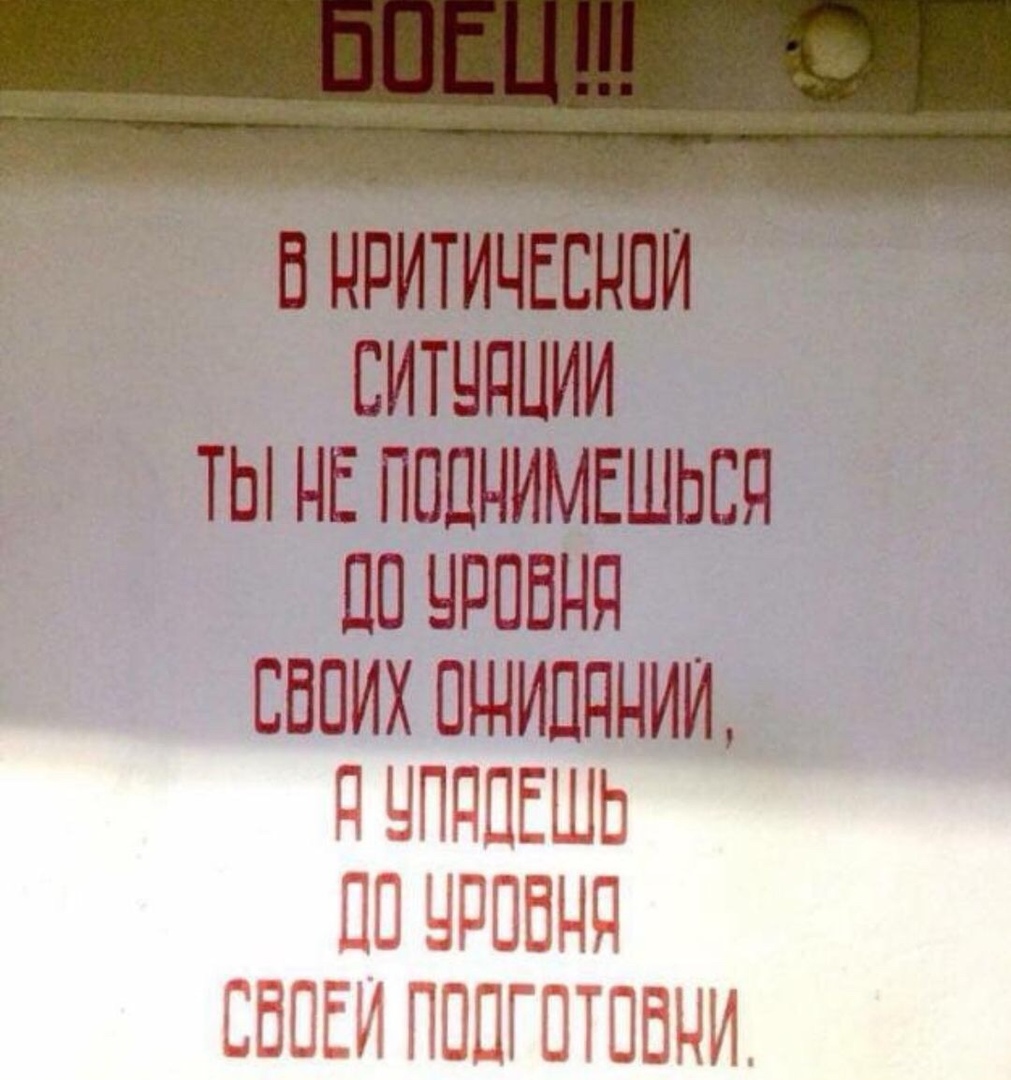 БОЕЦ!!!
В КРИТИЧЕСКОЙ
СИТУАЦИИ
ТЫ НЕ ПОДНИМЕШЬСЯ
ДО УРОВНЯ
СВОИХ ОЖИДАНИЙ,
А УПАДЕШЬ
ДО УРОВНЯ
СВОЕЙ ПОДГОТОВКИ.